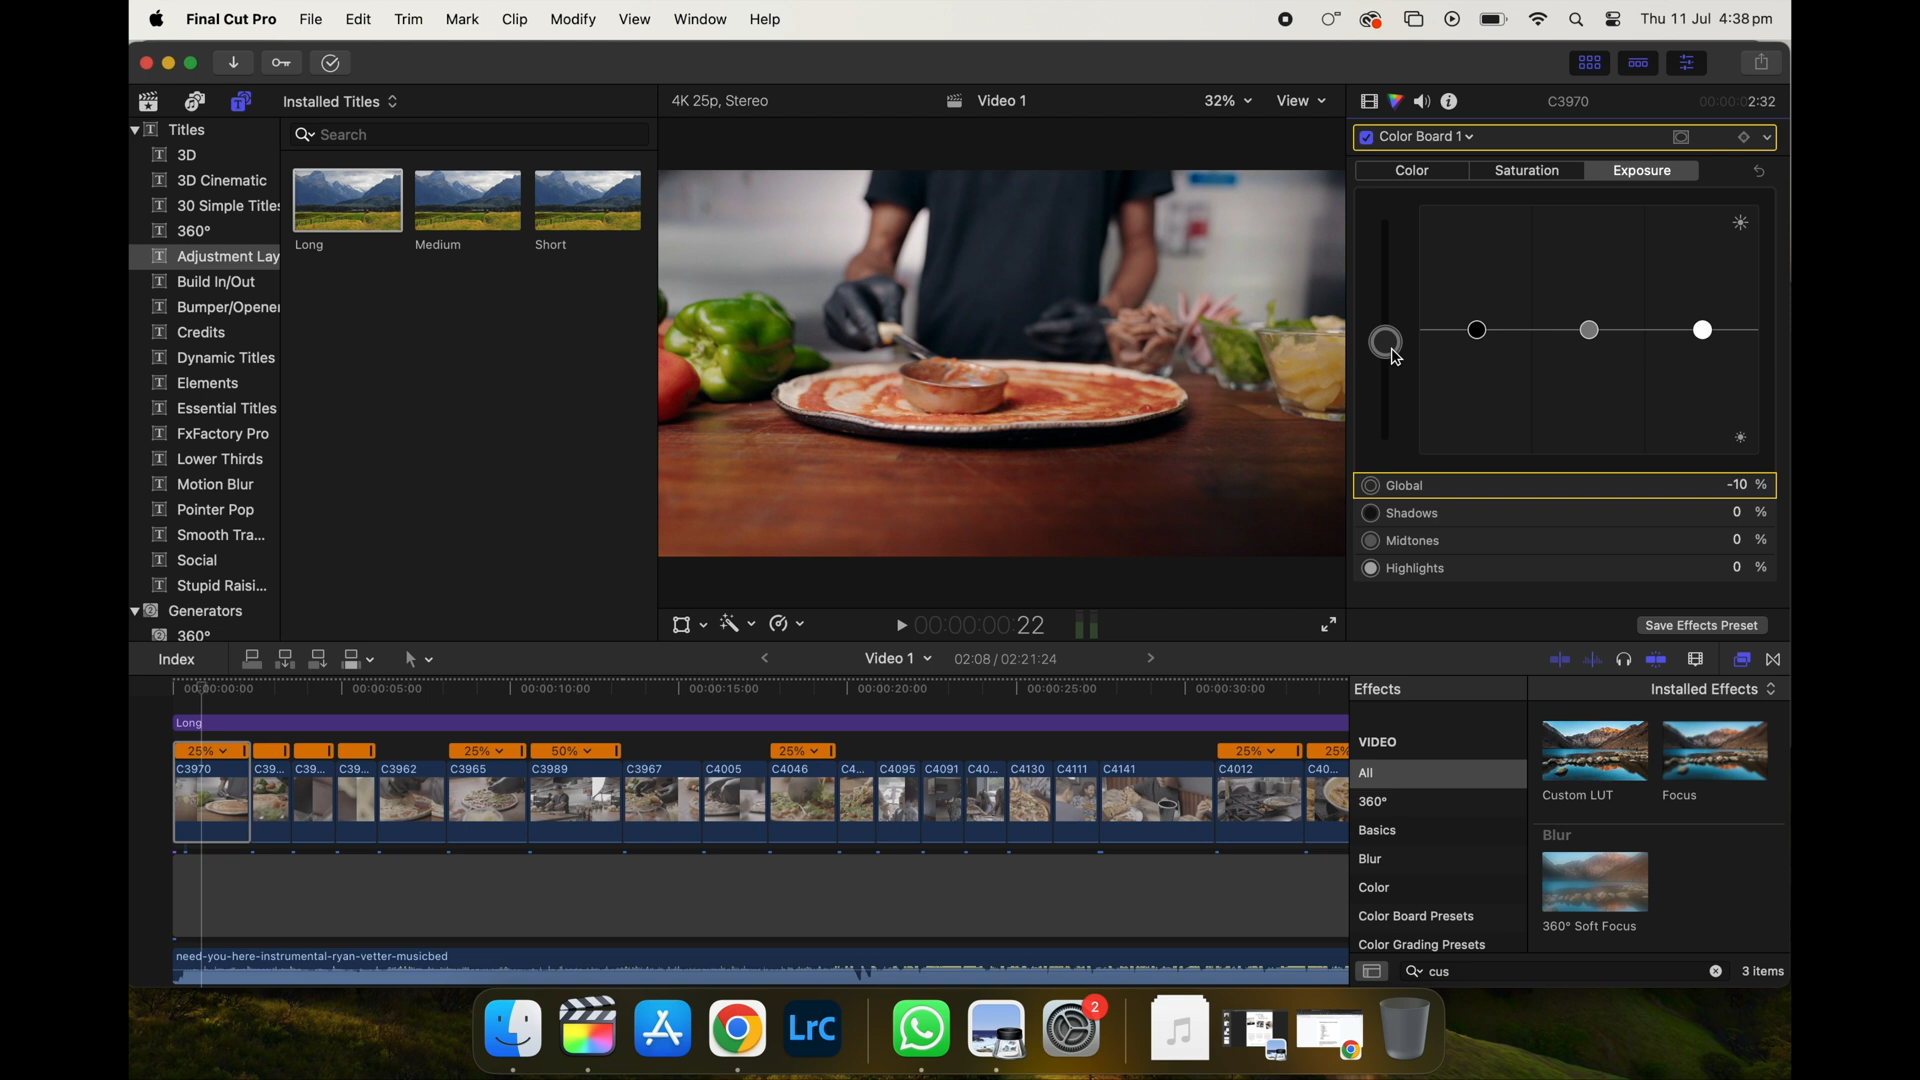 Final Cut Pro File Edit Trim Mark Clip Modify View Window Help Thu 11 Jul 4:38 pm
Installed Titles
4K 25p, Stereo Video 1 32% View
C3970 00:00:02:32
Titles
3D
3D Cinematic
30 Simple Titles
360°
Adjustment Lay
Build In/Out
Bumper/Opener
Credits
Dynamic Titles
Elements
Essential Titles
FxFactory Pro
Lower Thirds
Motion Blur
Pointer Pop
Smooth Tra...
Social
Stupid Raisi...
Generators
360°
Search
Long Medium Short
Color Board 1
Color Saturation Exposure
Global -10 %
Shadows 0 %
Midtones 0 %
Highlights 0 %
00:00:00:22
Save Effects Preset
Index
Video 1 02:08 / 02:21:24
00:00:00:00 00:00:05:00 00:00:10:00 00:00:15:00 00:00:20:00 00:00:25:00 00:00:30:00
Long
25% 25% 50% 25% 25% 25%
C3970 C39... C39... C39... C3962 C3965 C3989 C3967 C4005 C4046 C4... C4095 C4091 C40... C4130 C4111 C4141 C4012 C40...
need-you-here-instrumental-ryan-vetter-musicbed
Effects
Installed Effects
VIDEO
All
360°
Basics
Blur
Color
Color Board Presets
Color Grading Presets
Custom LUT Focus
Blur
360° Soft Focus
cus 3 items
LrC
2